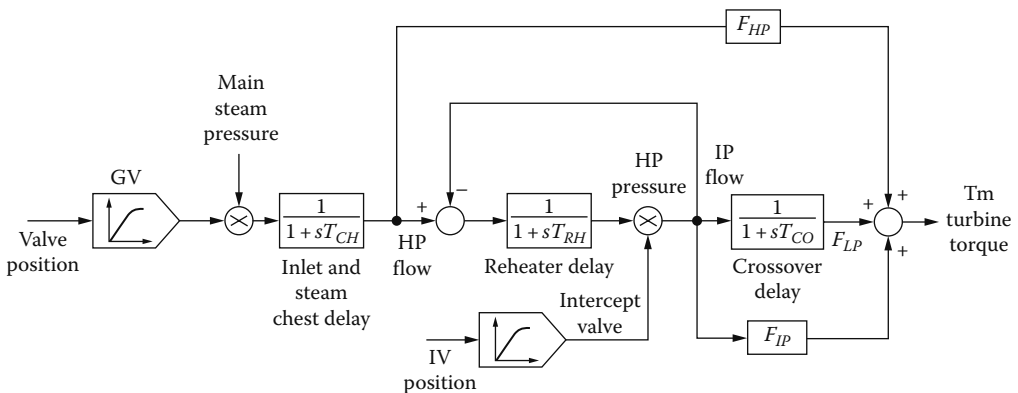 F_HP
Main
steam
pressure
GV
HP
pressure
IP
flow
+
−
+
+
+
1
1 + sT_CH
1
1 + sT_RH
1
1 + sT_CO
Tm
turbine
torque
Valve
position
HP
flow
F_LP
Inlet and
steam
chest delay
Reheater delay
Crossover
delay
Intercept
valve
F_IP
IV
position